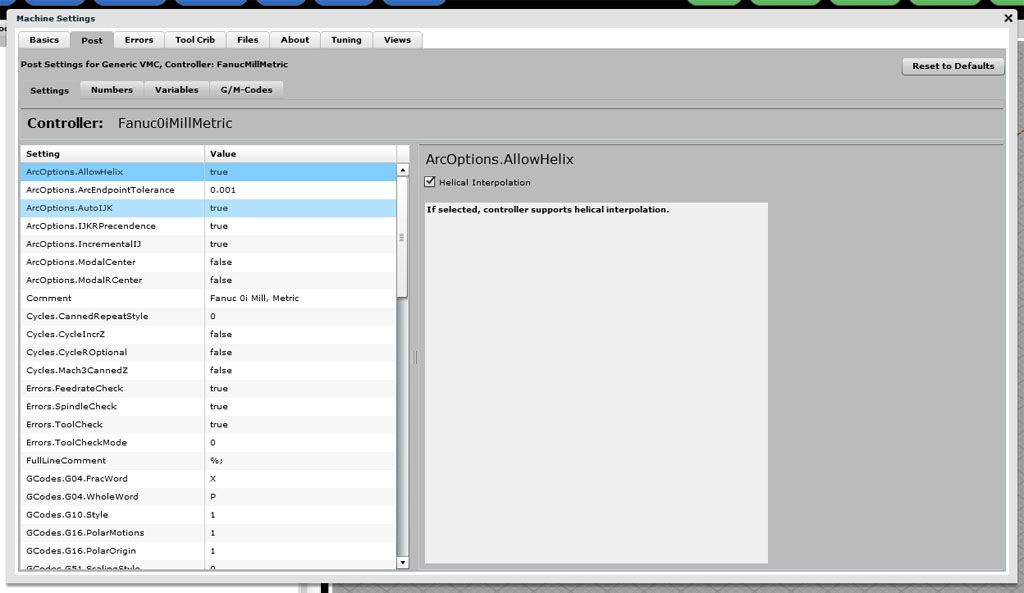 Machine Settings
Basics Post Errors Tool Crib Files About Tuning Views
Post Settings for Generic VMC, Controller: FanucMillMetric
Reset to Defaults
Settings Numbers Variables G/M-Codes
Controller: Fanuc0iMillMetric
Setting Value
ArcOptions.AllowHelix true
ArcOptions.ArcEndpointTolerance 0.001
ArcOptions.AutoIJK true
ArcOptions.IJKRPrecendence true
ArcOptions.IncrementalIJ true
ArcOptions.ModalCenter false
ArcOptions.ModalRCenter false
Comment Fanuc 0i Mill, Metric
Cycles.CannedRepeatStyle 0
Cycles.CycleIncrZ false
Cycles.CycleROptional false
Cycles.Mach3CannedZ false
Errors.FeedrateCheck true
Errors.SpindleCheck true
Errors.ToolCheck true
Errors.ToolCheckMode 0
FullLineComment %;
GCodes.G04.FracWord X
GCodes.G04.WholeWord P
GCodes.G10.Style 1
GCodes.G16.PolarMotions 1
GCodes.G16.PolarOrigin 1
GCodes.G51.ScalingStyle 0
ArcOptions.AllowHelix
Helical Interpolation
If selected, controller supports helical interpolation.